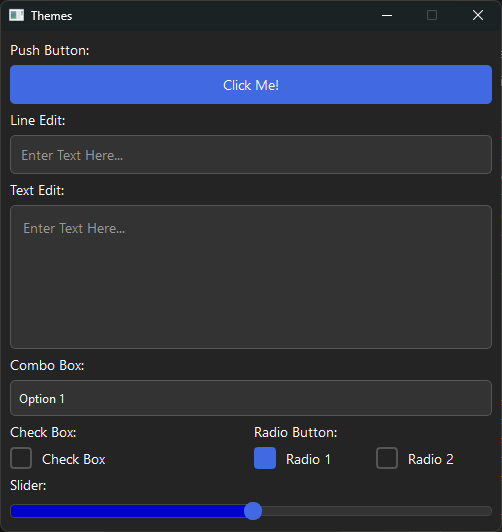 Themes
Push Button:
Click Me!
Line Edit:
Enter Text Here...
Text Edit:
Enter Text Here...
Combo Box:
Option 1
Check Box: Radio Button:
Check Box Radio 1 Radio 2
Slider: